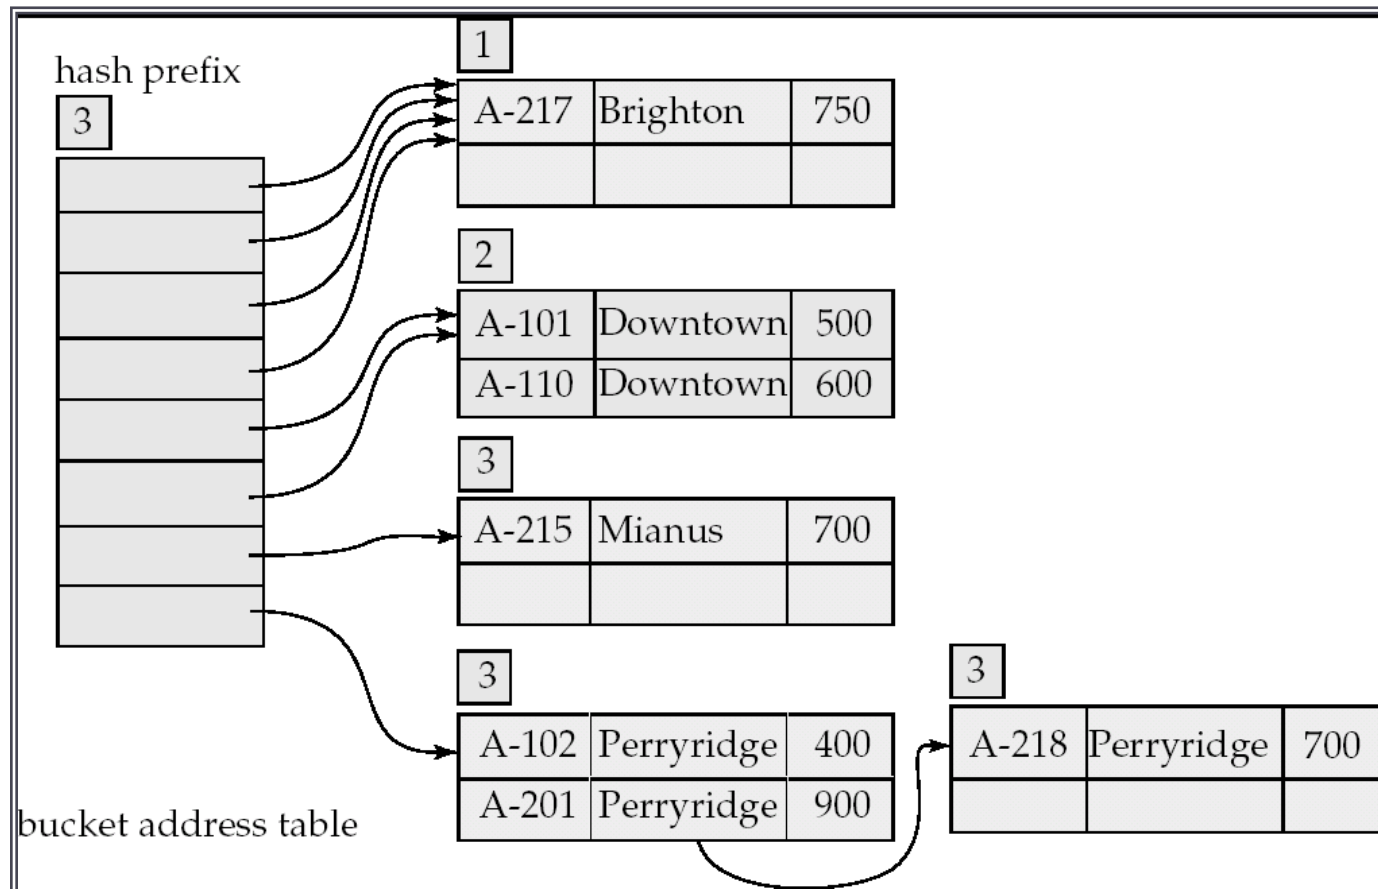 hash prefix
3
1
A-217 Brighton 750
2
A-101 Downtown 500
A-110 Downtown 600
3
A-215 Mianus 700
3
A-102 Perryridge 400
A-201 Perryridge 900
3
A-218 Perryridge 700
bucket address table